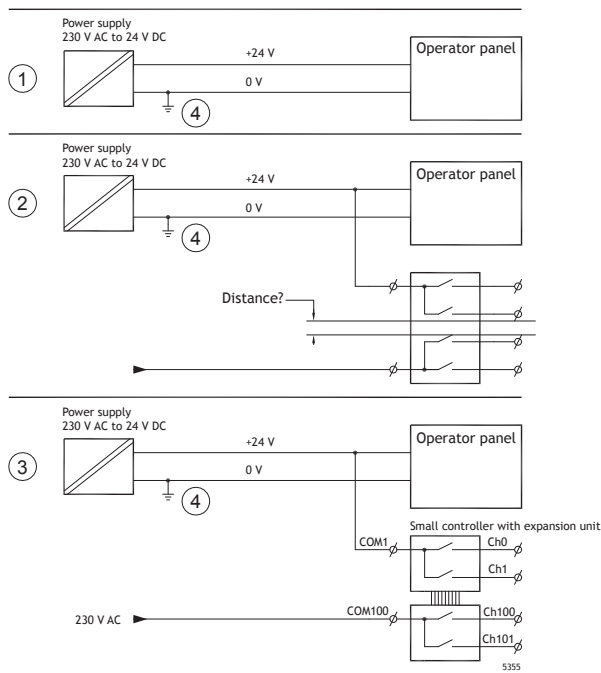 Power supply
230 V AC to 24 V DC
+24 V
Operator panel
1
0 V
4
Power supply
230 V AC to 24 V DC
+24 V
Operator panel
2
0 V
4
Distance?
Power supply
230 V AC to 24 V DC
+24 V
Operator panel
3
0 V
4
Small controller with expansion unit
COM1
Ch0
Ch1
230 V AC
COM100
Ch100
Ch101
5355